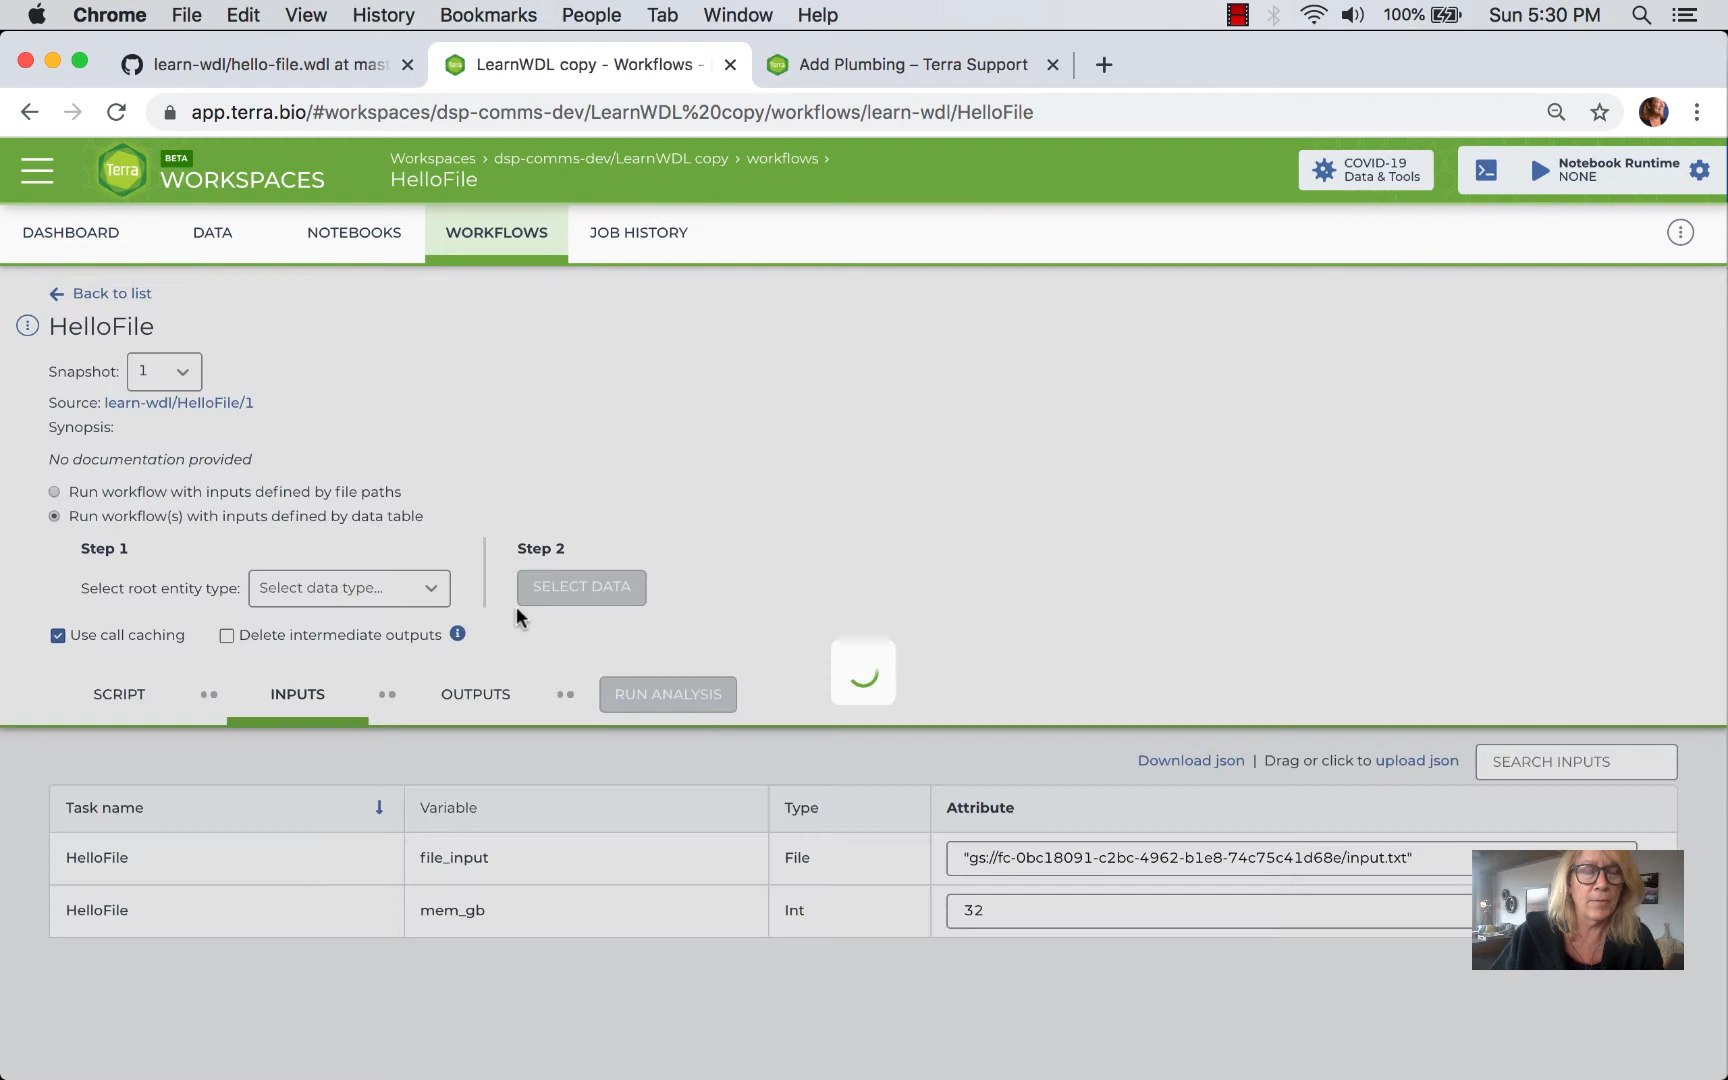 Chrome File Edit View History Bookmarks People Tab Window Help 100% Sun 5:30 PM
learn-wdl/hello-file.wdl at mas LearnWDL copy - Workflows - Add Plumbing – Terra Support
app.terra.bio/#workspaces/dsp-comms-dev/LearnWDL%20copy/workflows/learn-wdl/HelloFile
Terra BETA WORKSPACES
Workspaces › dsp-comms-dev/LearnWDL copy › workflows ›
HelloFile
COVID-19
Data & Tools
Notebook Runtime
NONE
DASHBOARD DATA NOTEBOOKS WORKFLOWS JOB HISTORY
Back to list
HelloFile
Snapshot: 1
Source: learn-wdl/HelloFile/1
Synopsis:
No documentation provided
Run workflow with inputs defined by file paths
Run workflow(s) with inputs defined by data table
Step 1 Step 2
Select root entity type: Select data type... SELECT DATA
Use call caching Delete intermediate outputs
SCRIPT INPUTS OUTPUTS RUN ANALYSIS
Download json | Drag or click to upload json SEARCH INPUTS
Task name Variable Type Attribute
HelloFile file_input File "gs://fc-0bc18091-c2bc-4962-b1e8-74c75c41d68e/input.txt"
HelloFile mem_gb Int 32